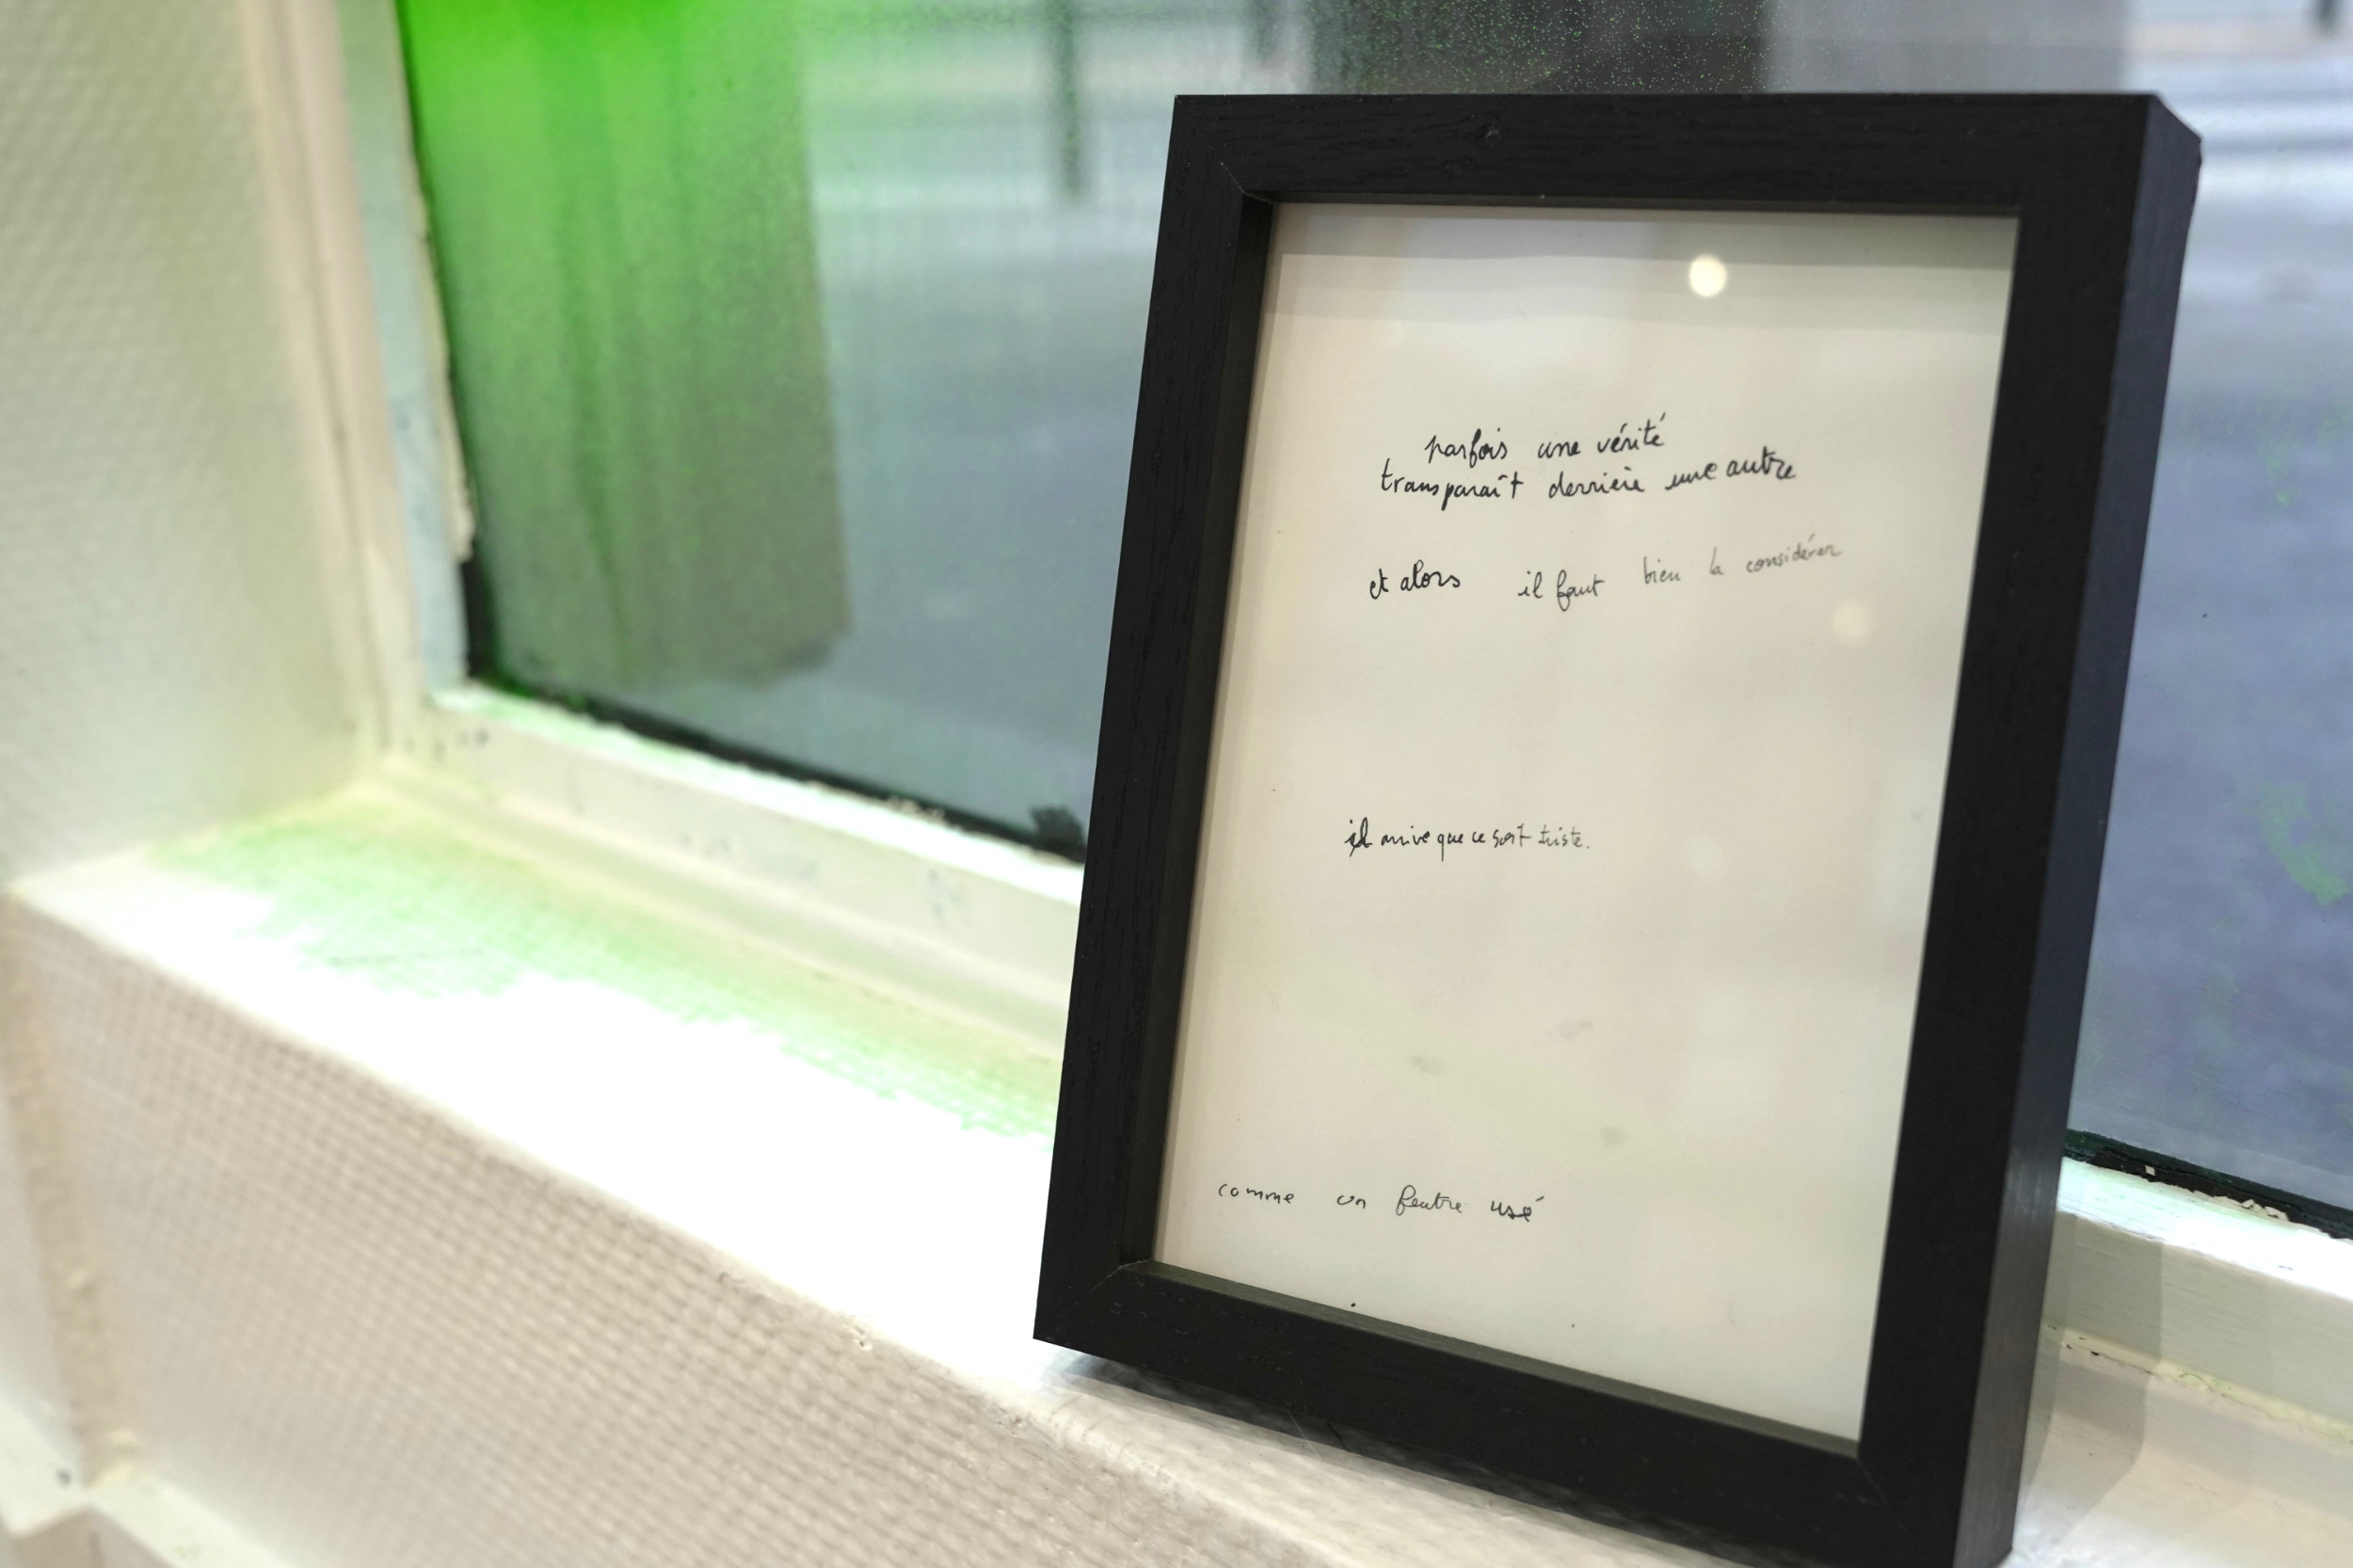 parfois une vérité
transparaît derrière une autre
et alors il faut bien la considérer
il arrive que ce soit triste.
comme un feutre usé